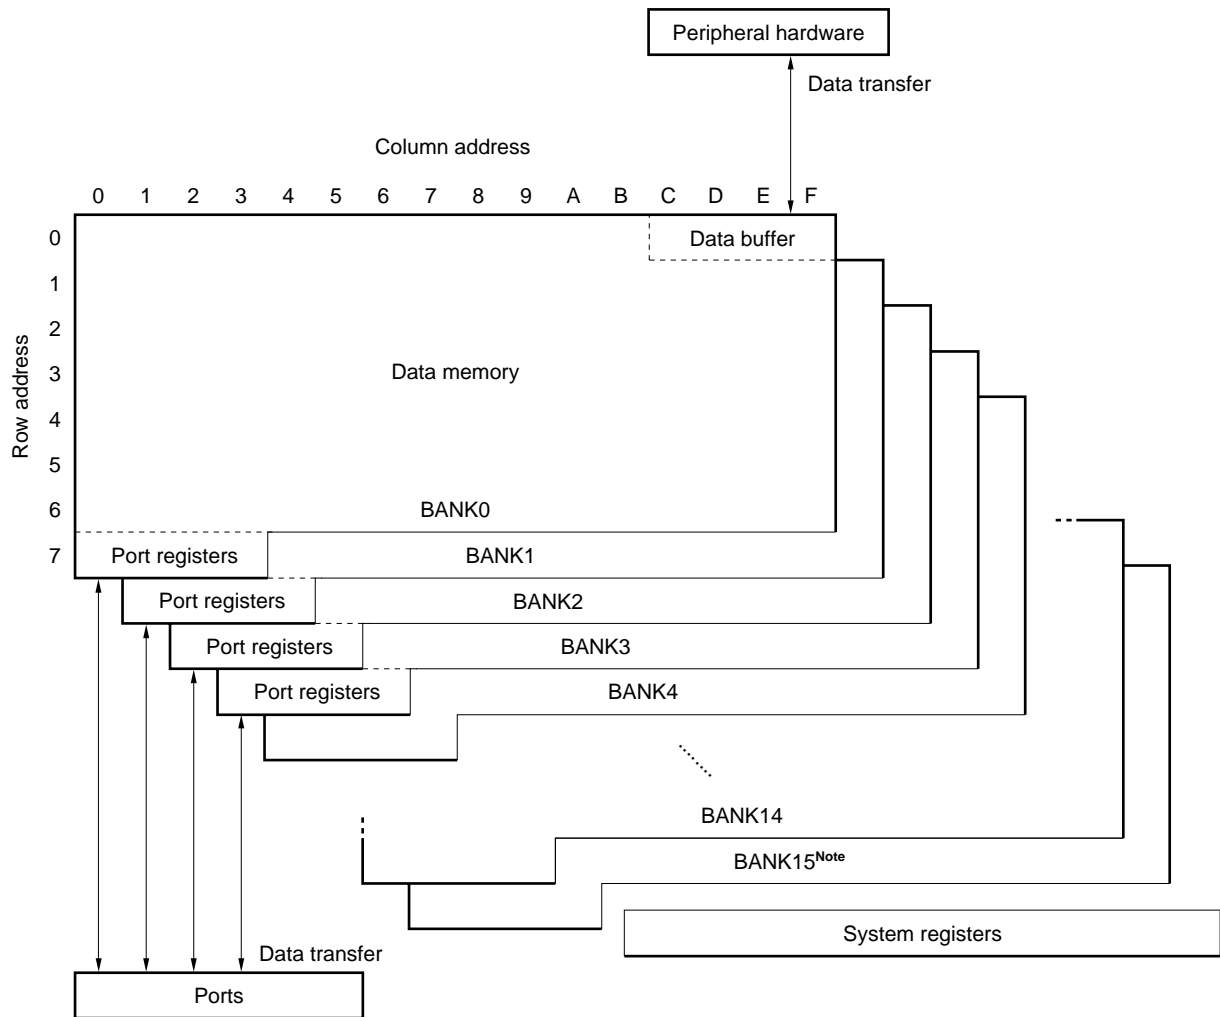 Peripheral hardware
Data transfer
Column address
0 1 2 3 4 5 6 7 8 9 A B C D E F
Row address
0
Data buffer
1
2
3
Data memory
4
5
6
BANK0
7
Port registers
BANK1
Port registers
BANK2
Port registers
BANK3
Port registers
BANK4
BANK14
BANK15Note
System registers
Data transfer
Ports